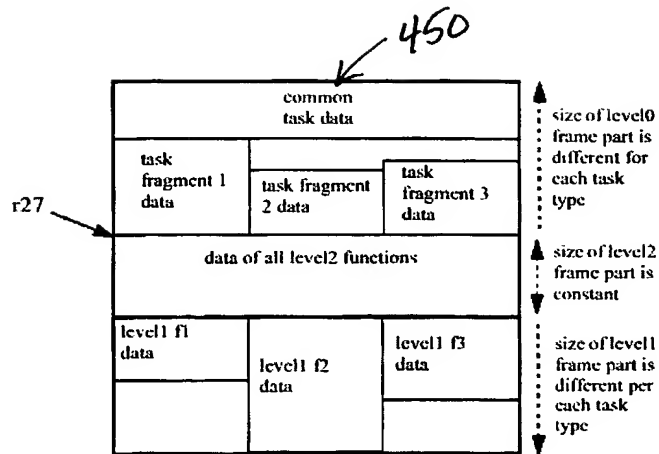 450
common
task data
size of level0
frame part is
different for
each task
type
task
fragment 1
data
task fragment
2 data
task
fragment 3
data
r27
data of all level2 functions
size of level2
frame part is
constant
level1 f1
data
level1 f2
data
level1 f3
data
size of level1
frame part is
different per
each task
type